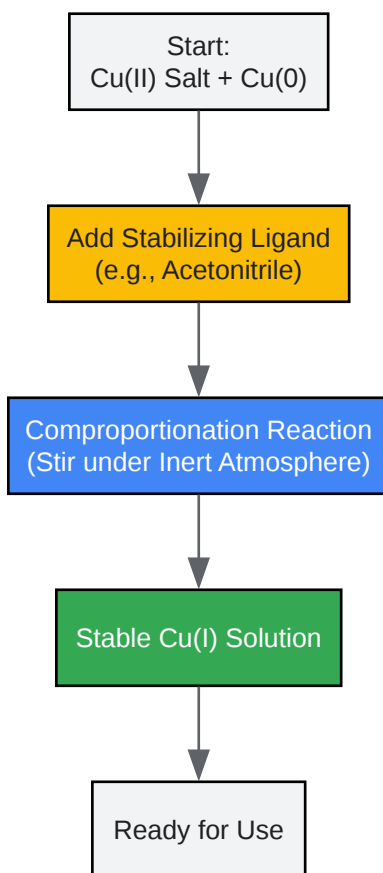 Start:
Cu(II) Salt + Cu(0)
Add Stabilizing Ligand
(e.g., Acetonitrile)
Comproportionation Reaction
(Stir under Inert Atmosphere)
Stable Cu(I) Solution
Ready for Use